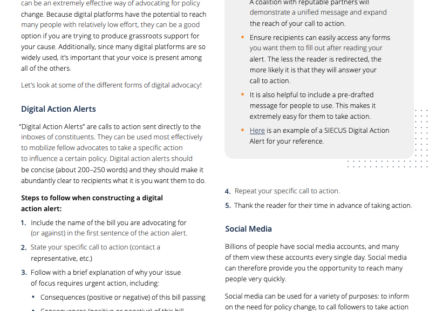 can be an extremely effective way of advocating for policy
change. Because digital platforms have the potential to reach
many people with relatively low effort, they can be a good
option if you are trying to produce grassroots support for
your cause. Additionally, since many digital platforms are so
widely used, it's important that your voice is present among
all of the others.
Let's look at some of the different forms of digital advocacy!
Digital Action Alerts
"Digital Action Alerts" are calls to action sent directly to the
inboxes of constituents. They can be used most effectively
to mobilize fellow advocates to take a specific action
to influence a certain policy. Digital action alerts should
be concise (about 200–250 words) and they should make it
abundantly clear to recipients what it is you want them to do.
Steps to follow when constructing a digital
action alert:
1. Include the name of the bill you are advocating for
(or against) in the first sentence of the action alert.
2. State your specific call to action (contact a
representative, etc.)
3. Follow with a brief explanation of why your issue
of focus requires urgent action, including:
• Consequences (positive or negative) of this bill passing
• Consequences (positive or negative) of this bill
A coalition with reputable partners will
demonstrate a unified message and expand
the reach of your call to action.
• Ensure recipients can easily access any forms
you want them to fill out after reading your
alert. The less the reader is redirected, the
more likely it is that they will answer your
call to action.
• It is also helpful to include a pre-drafted
message for people to use. This makes it
extremely easy for them to take action.
• Here is an example of a SIECUS Digital Action
Alert for your reference.
4. Repeat your specific call to action.
5. Thank the reader for their time in advance of taking action.
Social Media
Billions of people have social media accounts, and many
of them view these accounts every single day. Social media
can therefore provide you the opportunity to reach many
people very quickly.
Social media can be used for a variety of purposes: to inform
on the need for policy change, to call followers to take action